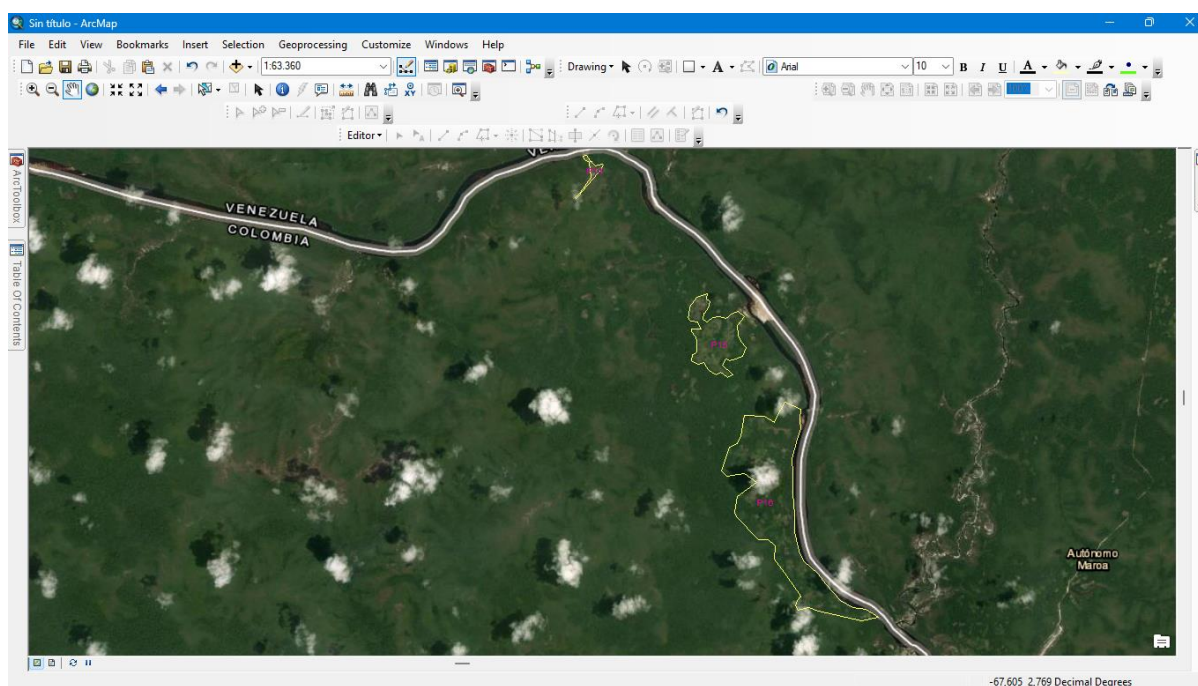 Sin título - ArcMap
File Edit View Bookmarks Insert Selection Geoprocessing Customize Windows Help
1:63.360 Drawing Arial 10 B I U A
Editor
ArcToolbox
Table Of Contents
VENEZUELA
COLOMBIA
P15
Autónomo
Maroa
-67,605 2,769 Decimal Degrees